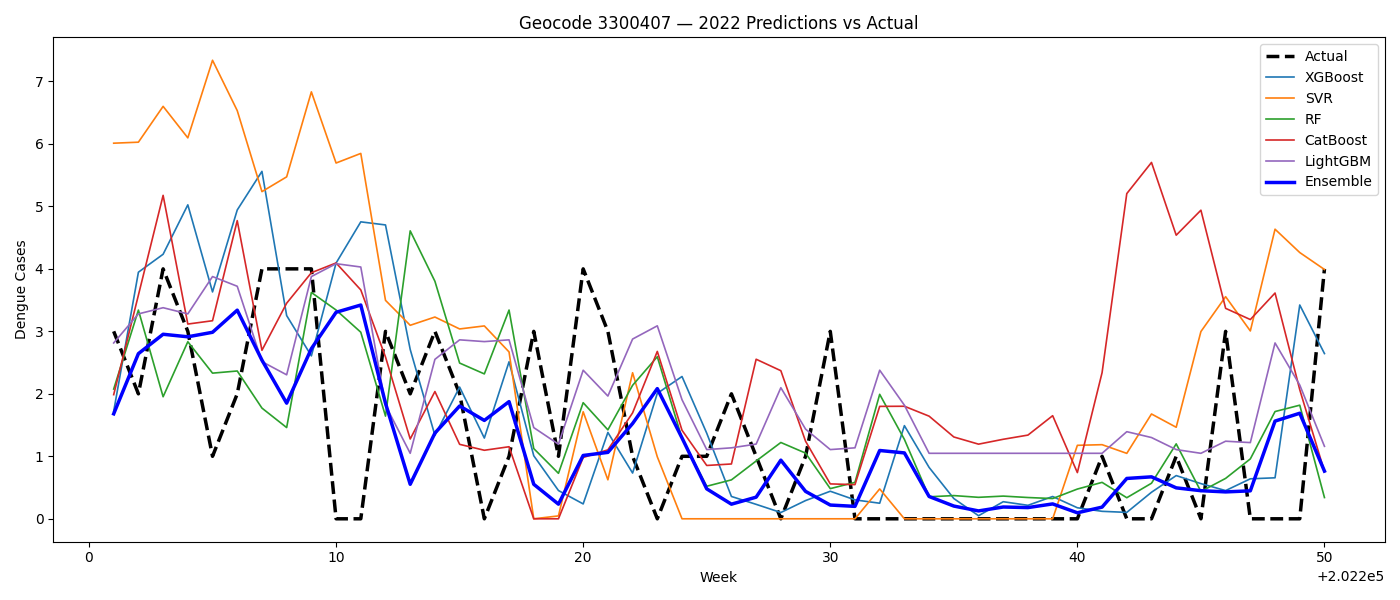 Geocode 3300407 — 2022 Predictions vs Actual
Dengue Cases
7
6
5
4
3
2
1
0
Actual
XGBoost
SVR
RF
CatBoost
LightGBM
Ensemble
0 10 20 30 40 50
Week
+2.022e5